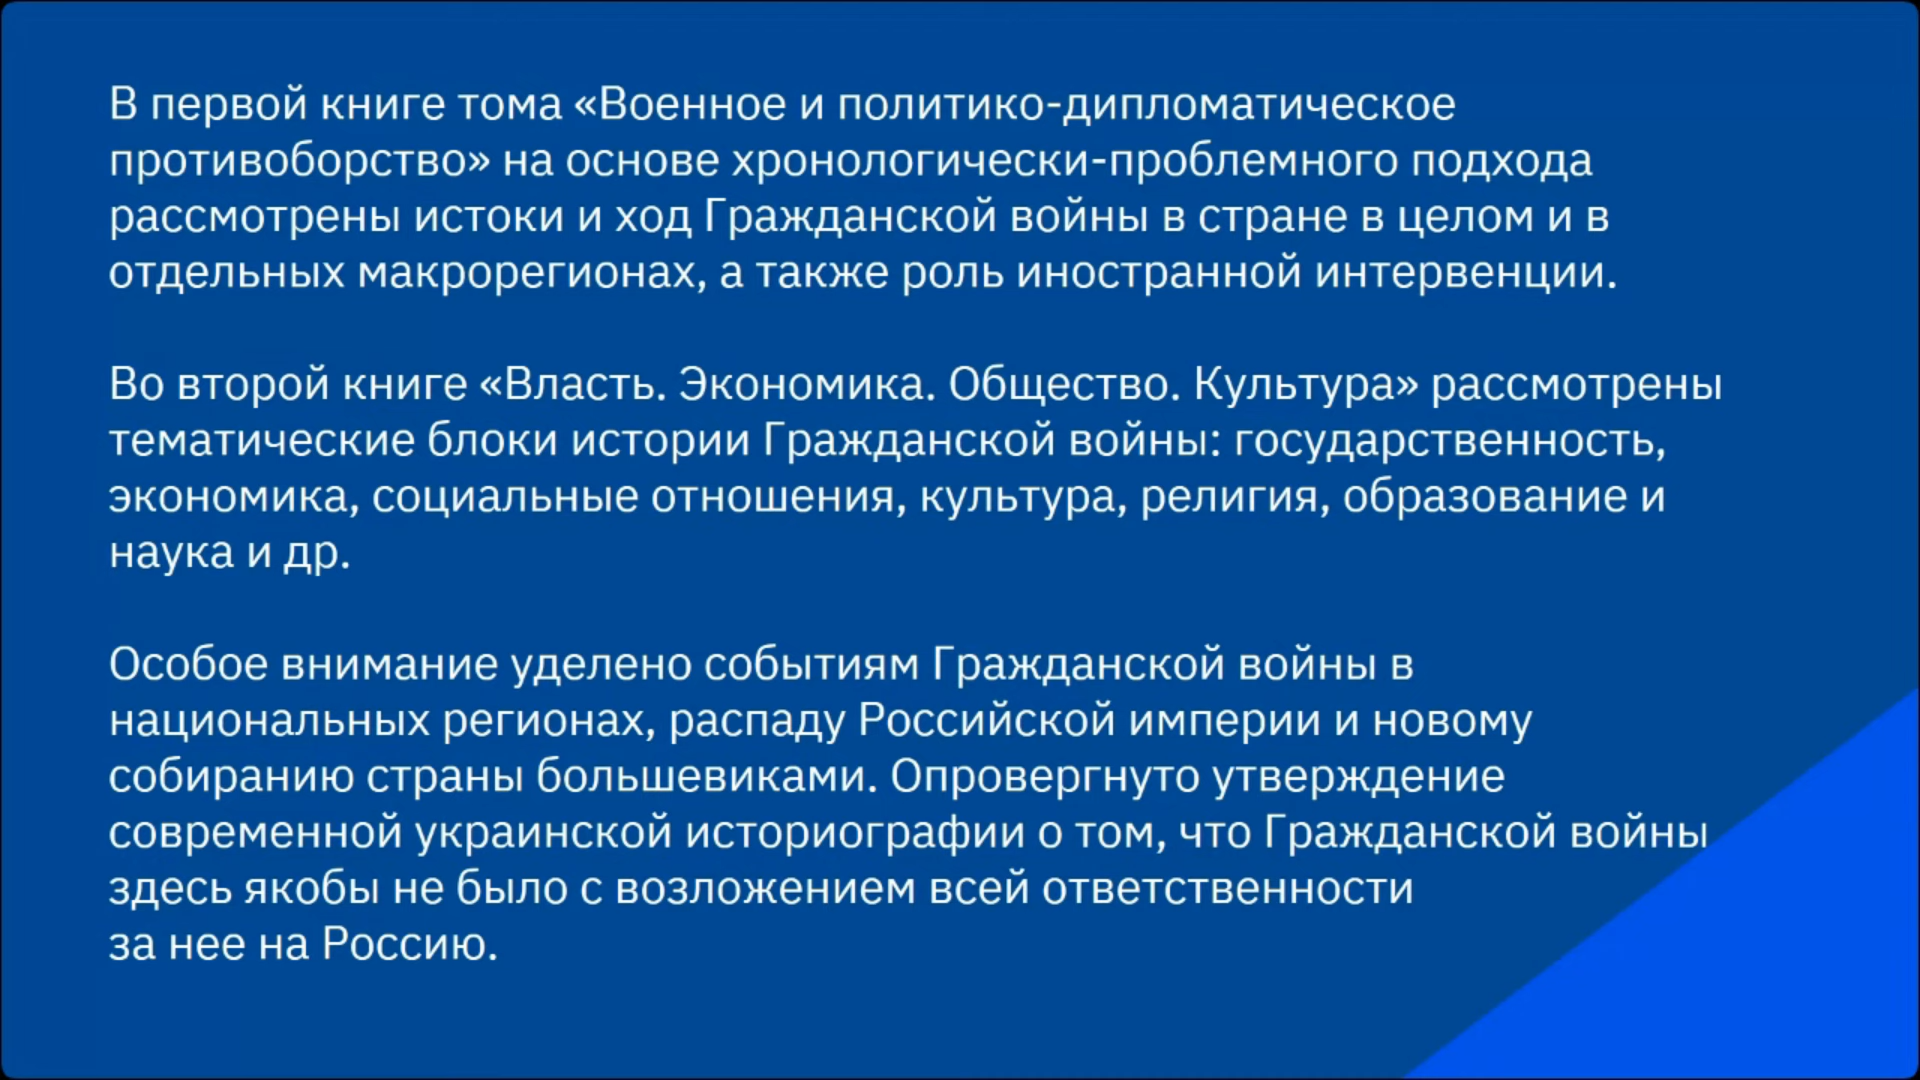 В первой книге тома «Военное и политико-дипломатическое
противоборство» на основе хронологически-проблемного подхода
рассмотрены истоки и ход Гражданской войны в стране в целом и в
отдельных макрорегионах, а также роль иностранной интервенции.
Во второй книге «Власть. Экономика. Общество. Культура» рассмотрены
тематические блоки истории Гражданской войны: государственность,
экономика, социальные отношения, культура, религия, образование и
наука и др.
Особое внимание уделено событиям Гражданской войны в
национальных регионах, распаду Российской империи и новому
собиранию страны большевиками. Опровергнуто утверждение
современной украинской историографии о том, что Гражданской войны
здесь якобы не было с возложением всей ответственности
за нее на Россию.